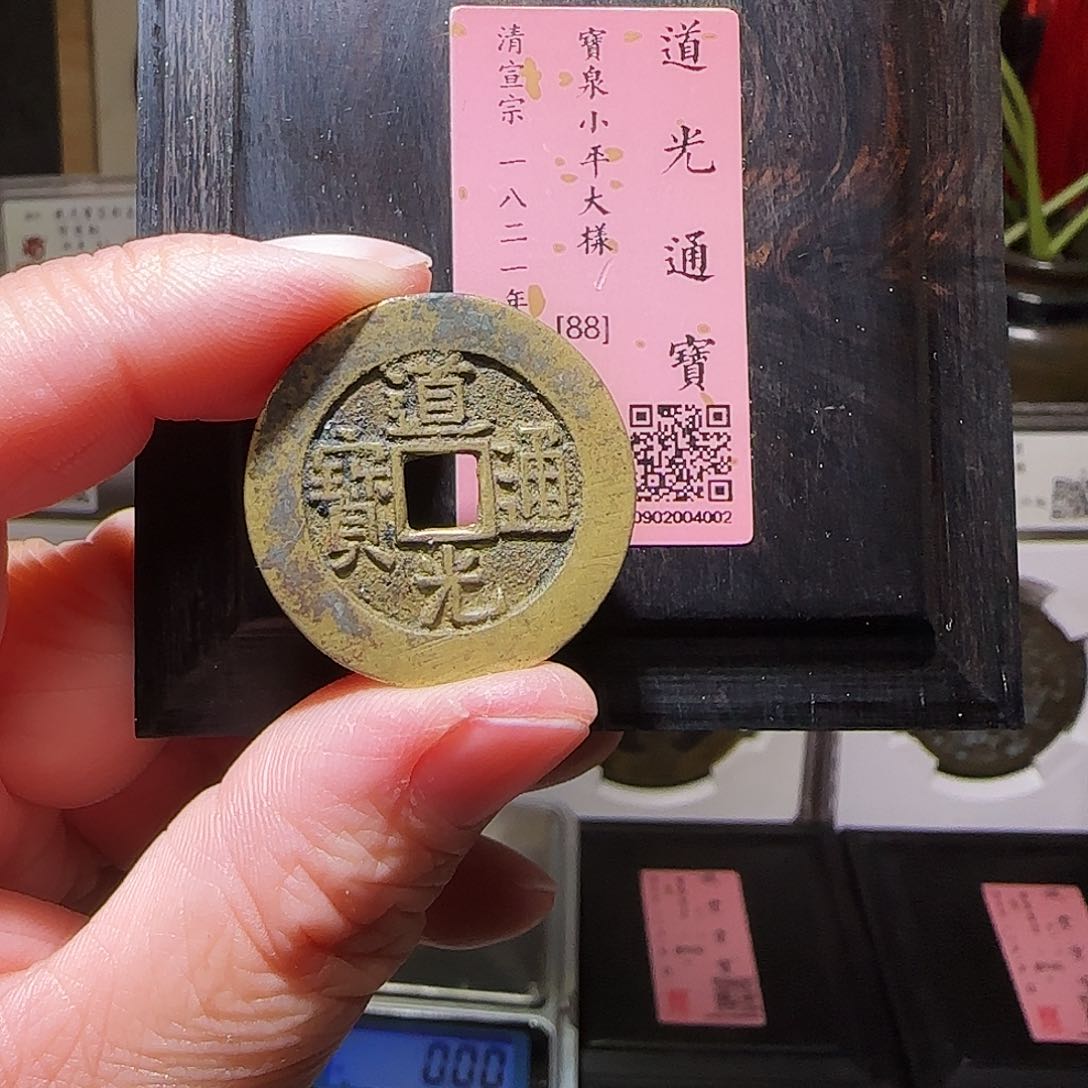 道光通寶
寶泉小平大樣
清宣宗 一八二一年
[88]
0902004002
道光通寶
000